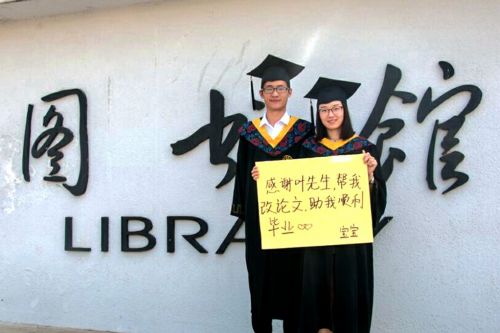 图书馆
LIBRARY
感谢叶先生,帮我
改论文.助我顺利
毕业♡♡
宝宝